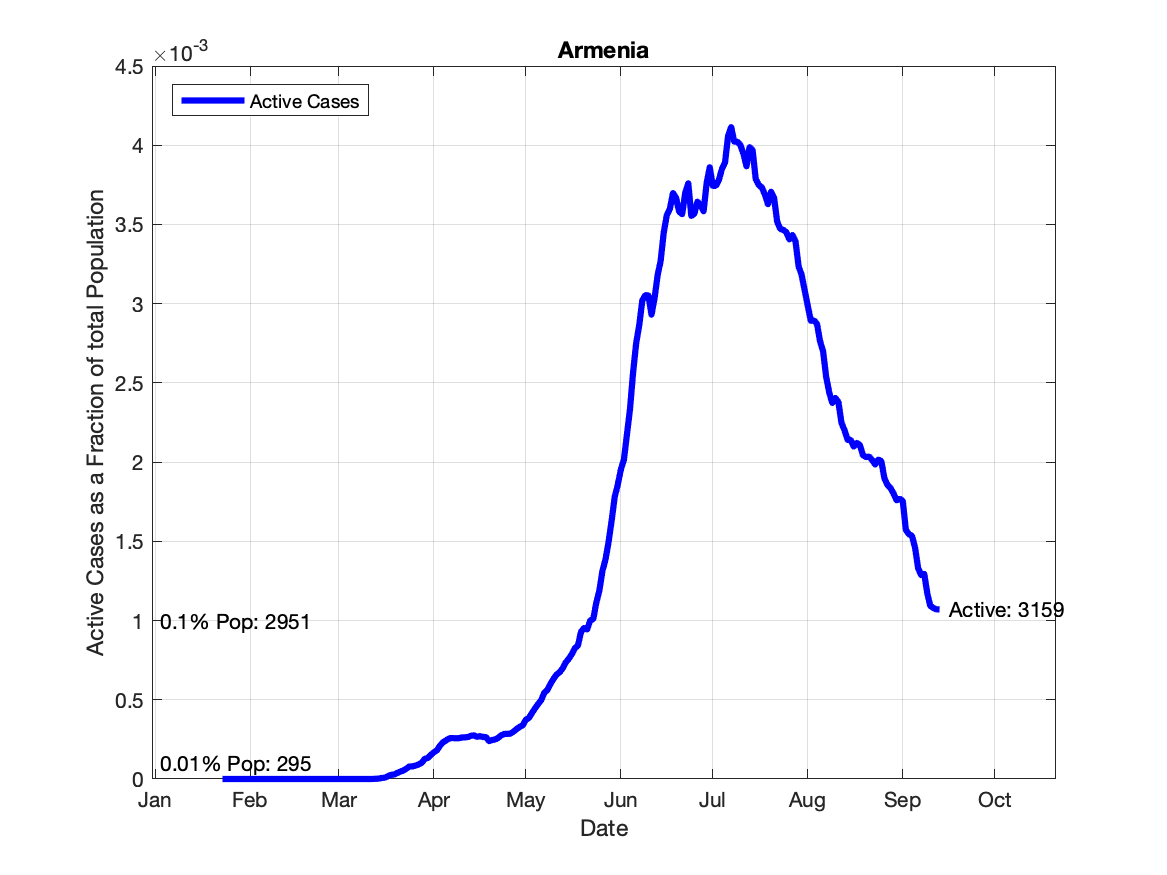 Armenia
×10-3
Active Cases
4.5
4
3.5
3
2.5
2
1.5
1
0.5
0
Active Cases as a Fraction of total Population
0.1% Pop: 2951
0.01% Pop: 295
Active: 3159
Jan Feb Mar Apr May Jun Jul Aug Sep Oct
Date